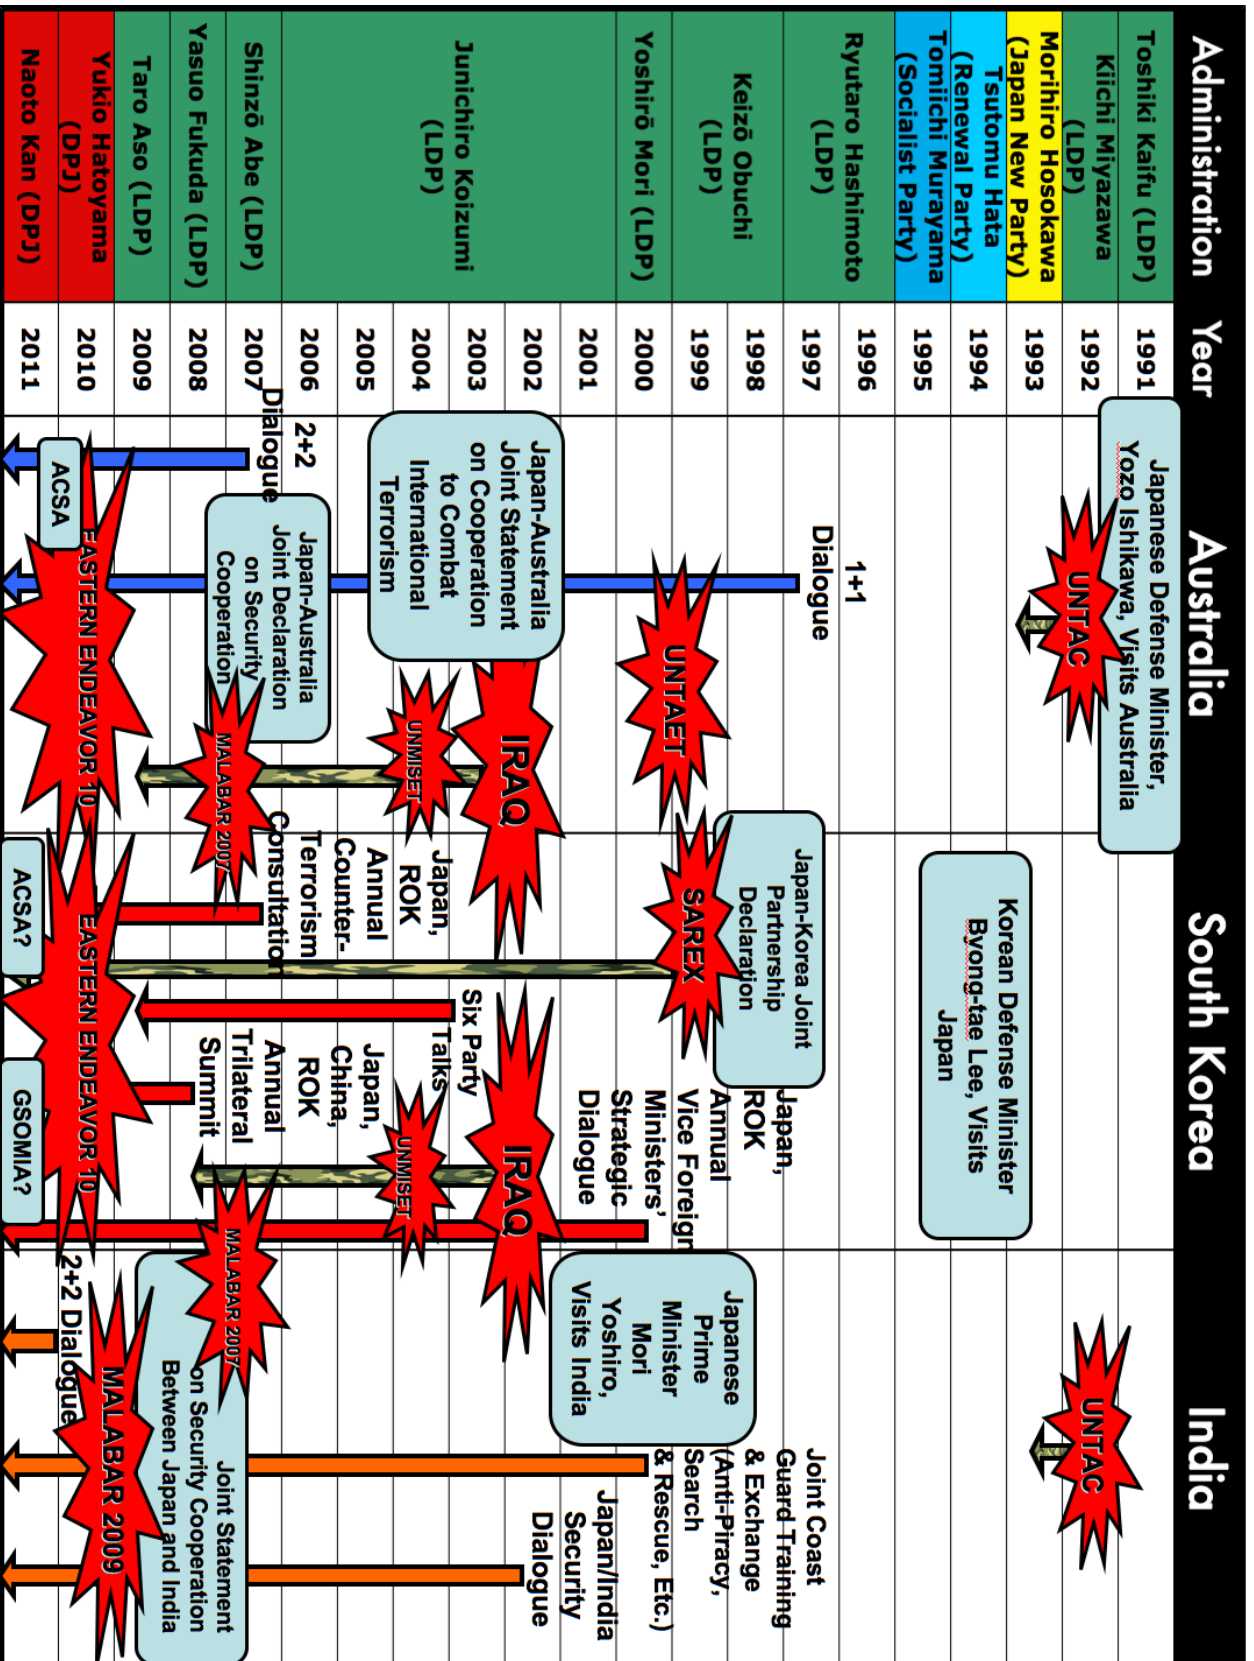 Administration
Year
Australia
South Korea
India
Toshiki Kaifu (LDP)
Kiichi Miyazawa
(LDP)
Morihiro Hosokawa
(Japan New Party)
Tsutomu Hata
(Renewal Party)
Tomiichi Murayama
(Socialist Party)
Ryutaro Hashimoto
(LDP)
Keizō Obuchi
(LDP)
Yoshirō Mori (LDP)
Junichiro Koizumi
(LDP)
Shinzō Abe (LDP)
Yasuo Fukuda (LDP)
Taro Aso (LDP)
Yukio Hatoyama
(DPJ)
Naoto Kan (DPJ)
1991
1992
1993
1994
1995
1996
1997
1998
1999
2000
2001
2002
2003
2004
2005
2006
2007
2008
2009
2010
2011
Japanese Defense Minister,
Yozo Ishikawa, Visits Australia
UNTAC
1+1
Dialogue
UNTAET
Japan-Australia
Joint Statement
on Cooperation
to Combat
International
Terrorism
IRAQ
UNMISET
2+2
Dialogue
Japan-Australia
Joint Declaration
on Security
Cooperation
MALABAR 2007
EASTERN ENDEAVOR 10
ACSA
Korean Defense Minister
Byong-tae Lee, Visits
Japan
Japan-Korea Joint
Partnership
Declaration
SAREX
Japan,
ROK
Annual
Vice Foreign
Ministers’
Strategic
Dialogue
IRAQ
Six Party
Talks
UNMISET
Japan,
ROK
Annual
Counter-
Terrorism
Consultation
Japan,
China,
ROK
Annual
Trilateral
Summit
MALABAR 2007
EASTERN ENDEAVOR 10
ACSA?
GSOMIA?
UNTAC
Joint Coast
Guard Training
& Exchange
(Anti-Piracy,
Search
& Rescue, Etc.)
Japanese
Prime
Minister
Mori
Yoshiro,
Visits India
Japan/India
Security
Dialogue
Joint Statement
on Security Cooperation
Between Japan and India
MALABAR 2009
2+2 Dialogue